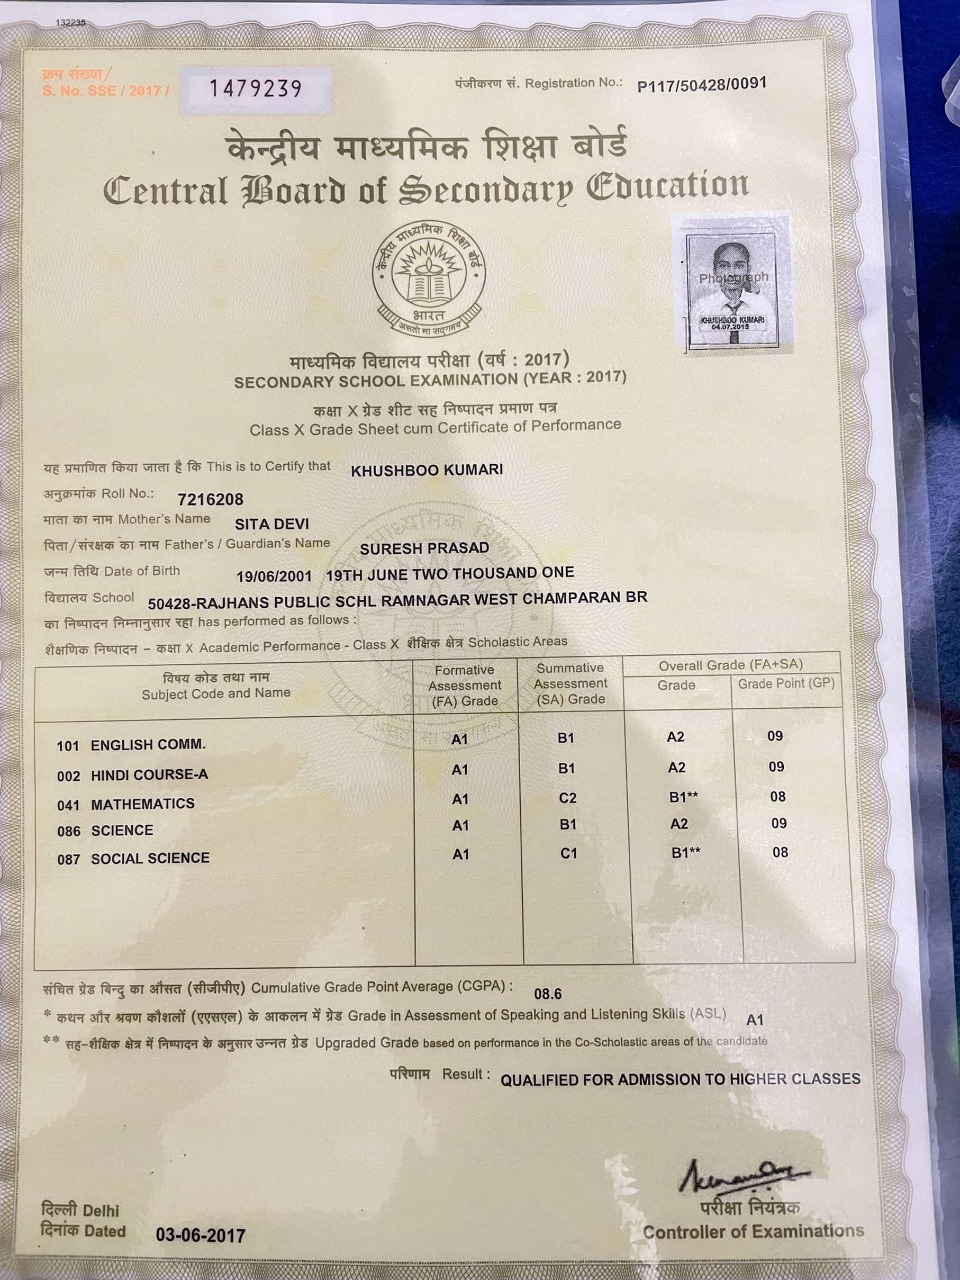 132235
क्रम संख्या/
S. No. SSE / 2017 / 1479239
पंजीकरण सं. Registration No.: P117/50428/0091
केन्द्रीय माध्यमिक शिक्षा बोर्ड
Central Board of Secondary Education
केन्द्रीय माध्यमिक शिक्षा बोर्ड
भारत
असतो मा सद्गमय
Photograph
KHUSHBOO KUMARI
04.07.2015
माध्यमिक विद्यालय परीक्षा (वर्ष : 2017)
SECONDARY SCHOOL EXAMINATION (YEAR : 2017)
कक्षा X ग्रेड शीट सह निष्पादन प्रमाण पत्र
Class X Grade Sheet cum Certificate of Performance
यह प्रमाणित किया जाता है कि This is to Certify that KHUSHBOO KUMARI
अनुक्रमांक Roll No.: 7216208
माता का नाम Mother's Name SITA DEVI
पिता/संरक्षक का नाम Father's / Guardian's Name SURESH PRASAD
जन्म तिथि Date of Birth 19/06/2001 19TH JUNE TWO THOUSAND ONE
विद्यालय School 50428-RAJHANS PUBLIC SCHL RAMNAGAR WEST CHAMPARAN BR
का निष्पादन निम्नानुसार रहा has performed as follows :
शैक्षणिक निष्पादन – कक्षा X Academic Performance - Class X शैक्षिक क्षेत्र Scholastic Areas
विषय कोड तथा नाम
Subject Code and Name
Formative Assessment (FA) Grade
Summative Assessment (SA) Grade
Overall Grade (FA+SA)
Grade Grade Point (GP)
101 ENGLISH COMM. A1 B1 A2 09
002 HINDI COURSE-A A1 B1 A2 09
041 MATHEMATICS A1 C2 B1** 08
086 SCIENCE A1 B1 A2 09
087 SOCIAL SCIENCE A1 C1 B1** 08
संचित ग्रेड बिन्दु का औसत (सीजीपीए) Cumulative Grade Point Average (CGPA) : 08.6
* कथन और श्रवण कौशलों (एएसएल) के आकलन में ग्रेड Grade in Assessment of Speaking and Listening Skills (ASL) A1
** सह-शैक्षिक क्षेत्र में निष्पादन के अनुसार उन्नत ग्रेड Upgraded Grade based on performance in the Co-Scholastic areas of the candidate
परिणाम Result : QUALIFIED FOR ADMISSION TO HIGHER CLASSES
दिल्ली Delhi
दिनांक Dated 03-06-2017
परीक्षा नियंत्रक
Controller of Examinations